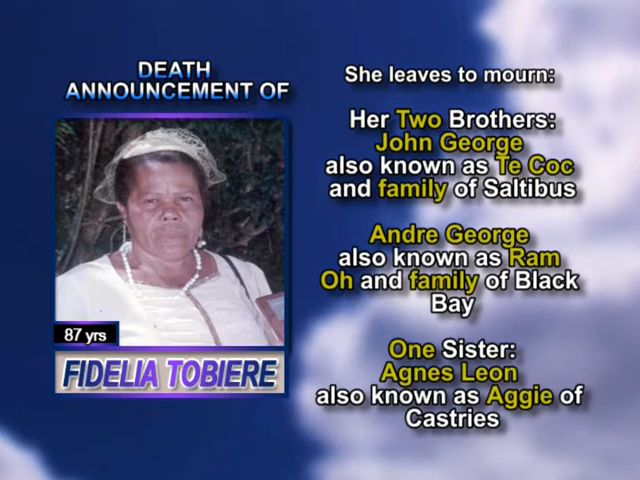 DEATH
ANNOUNCEMENT OF
87 yrs
FIDELIA TOBIERE
She leaves to mourn:
Her Two Brothers:
John George
also known as Te Coc
and family of Saltibus
Andre George
also known as Ram
Oh and family of Black
Bay
One Sister:
Agnes Leon
also known as Aggie of
Castries